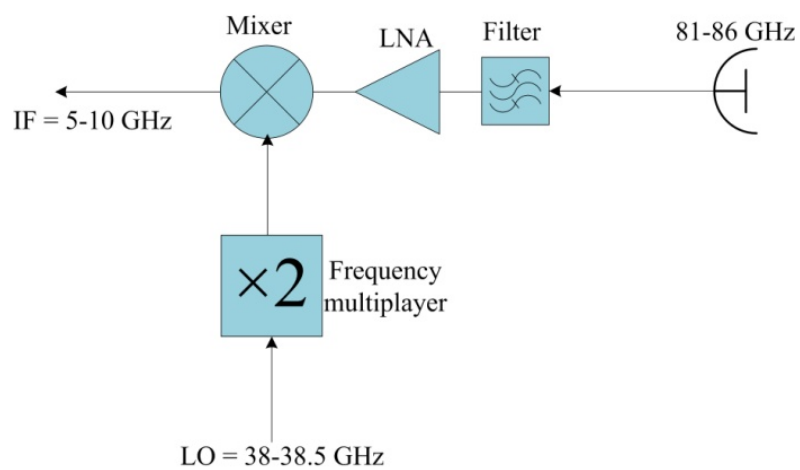 Mixer
LNA
Filter
81-86 GHz
IF = 5-10 GHz
×2
Frequency
multiplayer
LO = 38-38.5 GHz